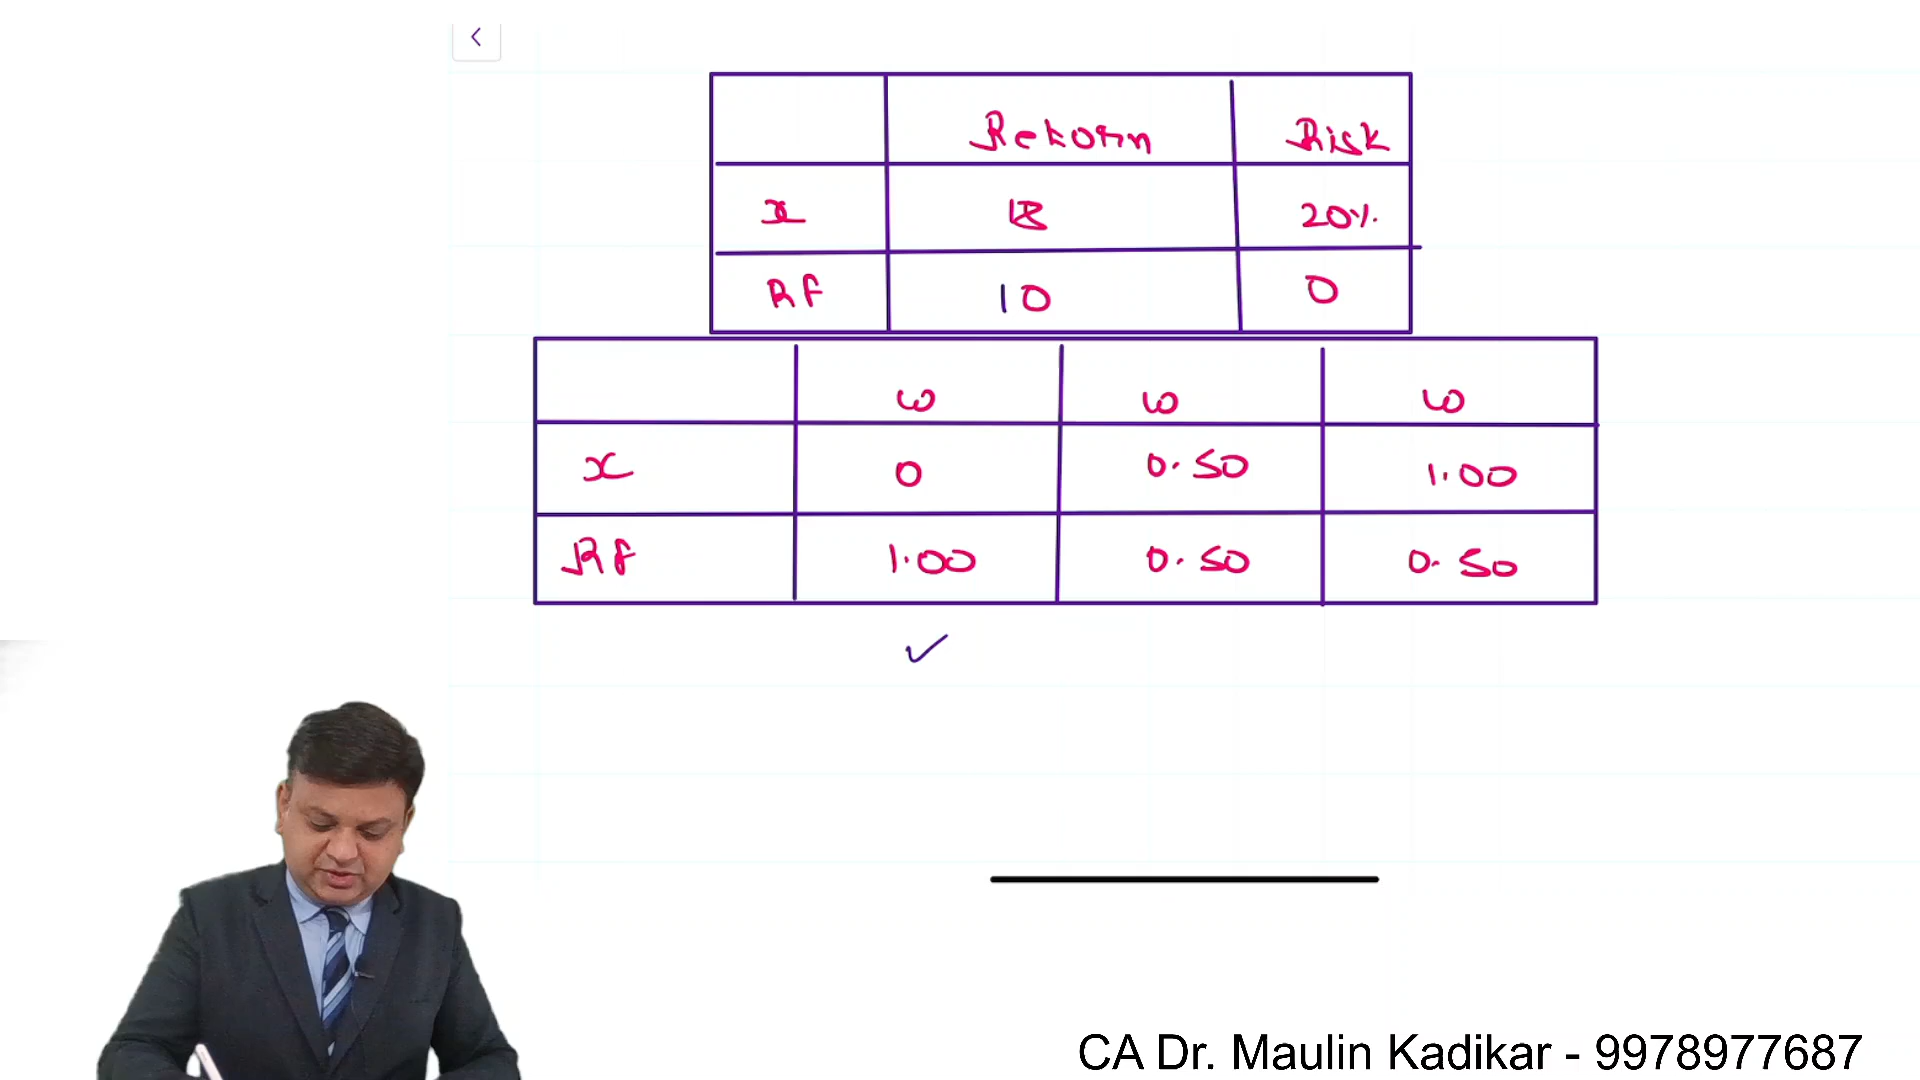 Return Risk
x 18 20%.
RF 10 0
ω ω ω
x 0 0.50 1.00
Rf 1.00 0.50 0.50
CA Dr. Maulin Kadikar - 9978977687